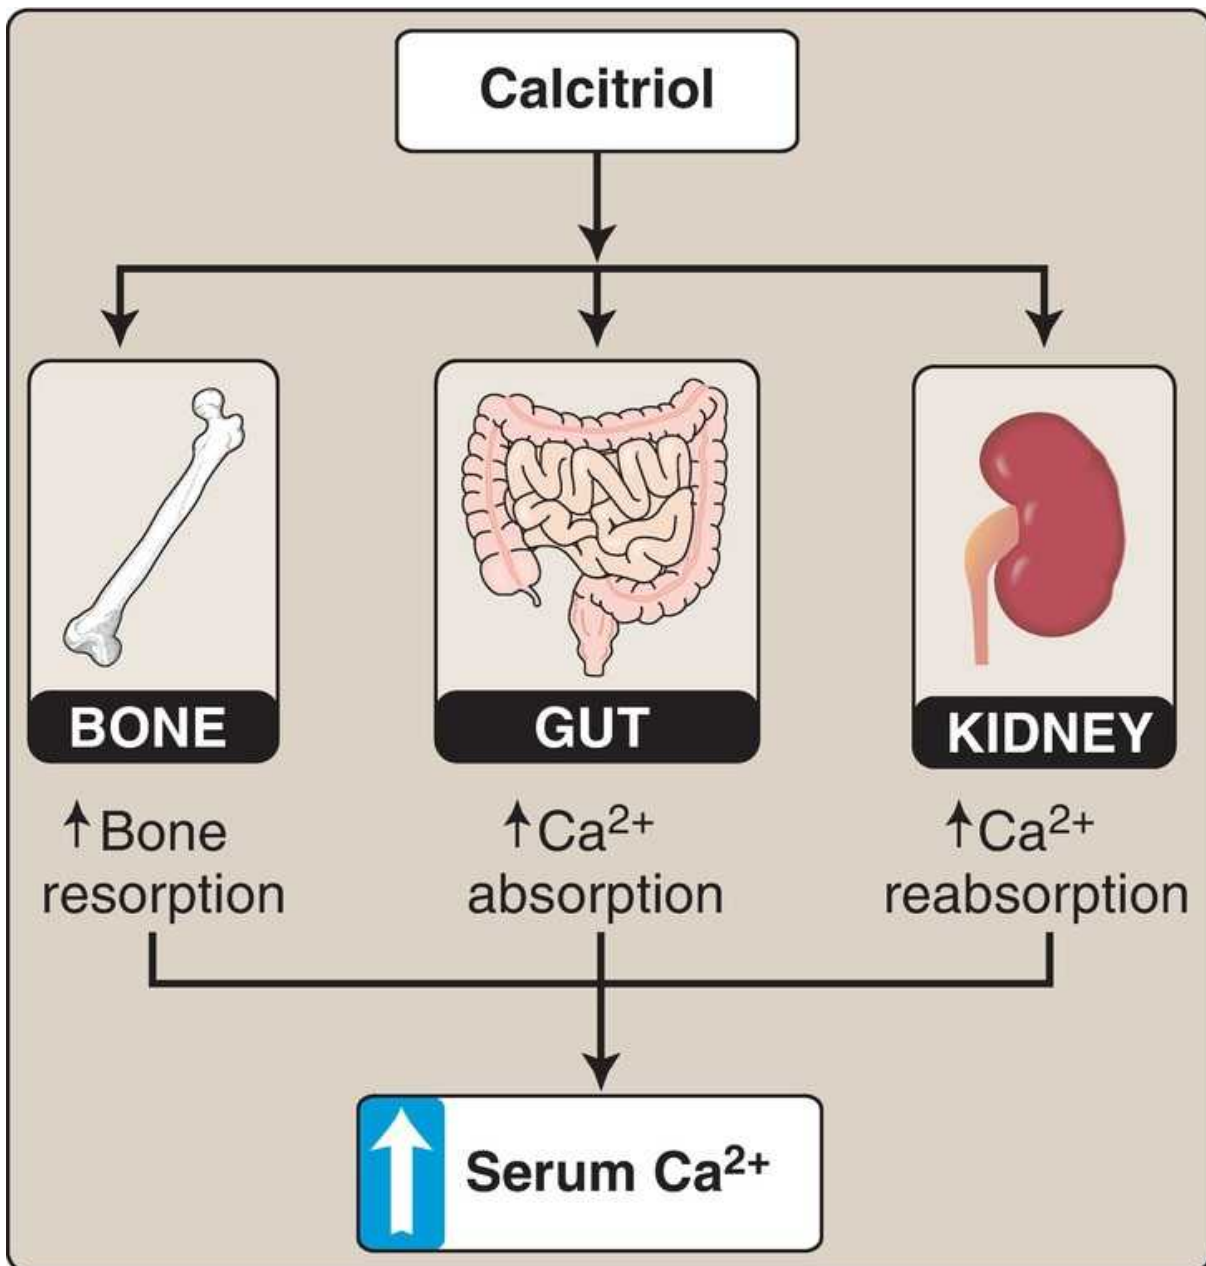 Calcitriol
BONE
GUT
KIDNEY
↑Bone
resorption
↑Ca²⁺
absorption
↑Ca²⁺
reabsorption
Serum Ca²⁺